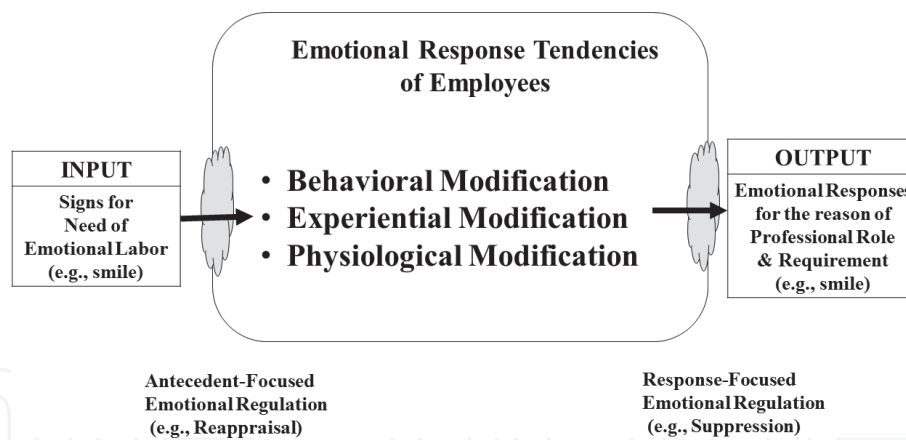 Emotional Response Tendencies
of Employees
INPUT
Signs for
Need of
Emotional Labor
(e.g., smile)
• Behavioral Modification
• Experiential Modification
• Physiological Modification
OUTPUT
Emotional Responses
for the reason of
Professional Role
& Requirement
(e.g., smile)
Antecedent-Focused
Emotional Regulation
(e.g., Reappraisal)
Response-Focused
Emotional Regulation
(e.g., Suppression)